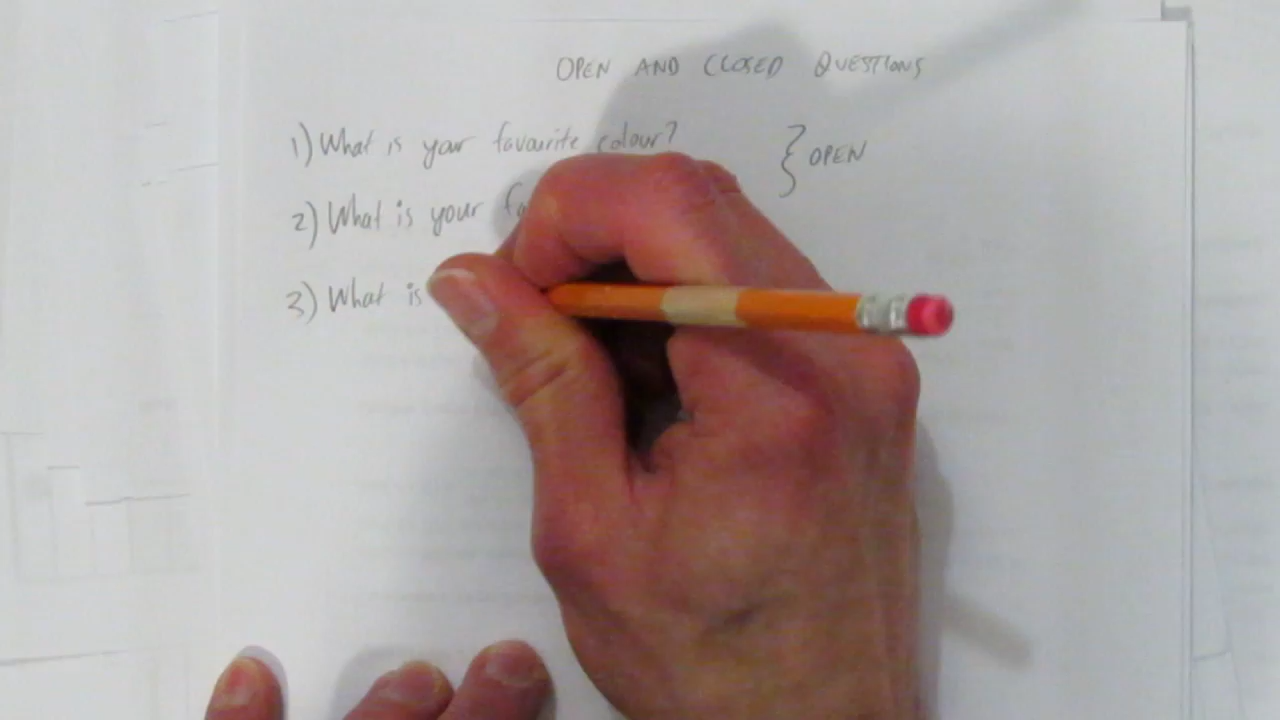 OPEN AND CLOSED QUESTIONS
1) What is your favourite colour? } OPEN
2) What is your
3) What is